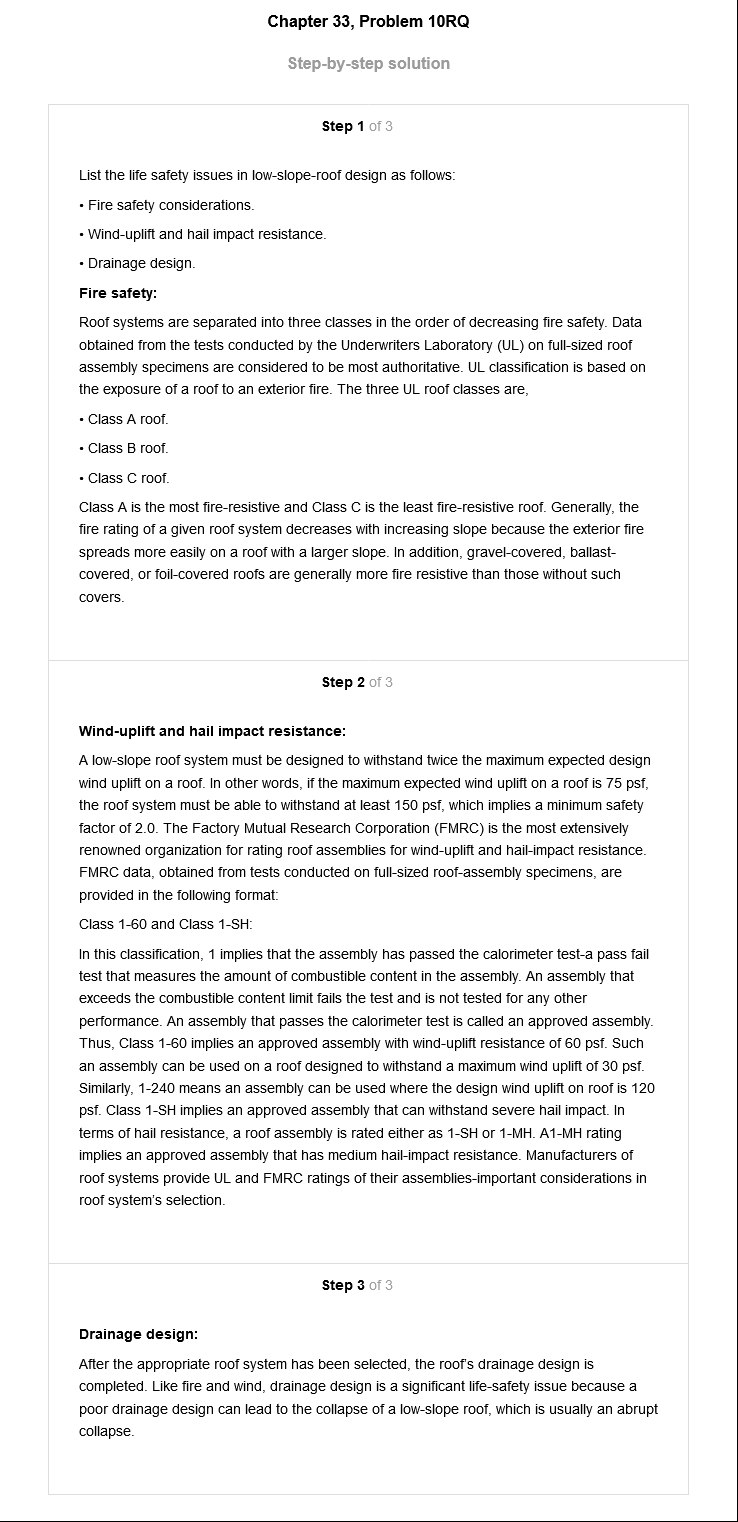 Chapter 33, Problem 10RQ
Step-by-step solution
Step 1 of 3
List the life safety issues in low-slope-roof design as follows:
• Fire safety considerations.
• Wind-uplift and hail impact resistance.
• Drainage design.
Fire safety:
Roof systems are separated into three classes in the order of decreasing fire safety. Data
obtained from the tests conducted by the Underwriters Laboratory (UL) on full-sized roof
assembly specimens are considered to be most authoritative. UL classification is based on
the exposure of a roof to an exterior fire. The three UL roof classes are,
• Class A roof.
• Class B roof.
• Class C roof.
Class A is the most fire-resistive and Class C is the least fire-resistive roof. Generally, the
fire rating of a given roof system decreases with increasing slope because the exterior fire
spreads more easily on a roof with a larger slope. In addition, gravel-covered, ballast-
covered, or foil-covered roofs are generally more fire resistive than those without such
covers.
Step 2 of 3
Wind-uplift and hail impact resistance:
A low-slope roof system must be designed to withstand twice the maximum expected design
wind uplift on a roof. In other words, if the maximum expected wind uplift on a roof is 75 psf,
the roof system must be able to withstand at least 150 psf, which implies a minimum safety
factor of 2.0. The Factory Mutual Research Corporation (FMRC) is the most extensively
renowned organization for rating roof assemblies for wind-uplift and hail-impact resistance.
FMRC data, obtained from tests conducted on full-sized roof-assembly specimens, are
provided in the following format:
Class 1-60 and Class 1-SH:
In this classification, 1 implies that the assembly has passed the calorimeter test-a pass fail
test that measures the amount of combustible content in the assembly. An assembly that
exceeds the combustible content limit fails the test and is not tested for any other
performance. An assembly that passes the calorimeter test is called an approved assembly.
Thus, Class 1-60 implies an approved assembly with wind-uplift resistance of 60 psf. Such
an assembly can be used on a roof designed to withstand a maximum wind uplift of 30 psf.
Similarly, 1-240 means an assembly can be used where the design wind uplift on roof is 120
psf. Class 1-SH implies an approved assembly that can withstand severe hail impact. In
terms of hail resistance, a roof assembly is rated either as 1-SH or 1-MH. A1-MH rating
implies an approved assembly that has medium hail-impact resistance. Manufacturers of
roof systems provide UL and FMRC ratings of their assemblies-important considerations in
roof system's selection.
Step 3 of 3
Drainage design:
After the appropriate roof system has been selected, the roof's drainage design is
completed. Like fire and wind, drainage design is a significant life-safety issue because a
poor drainage design can lead to the collapse of a low-slope roof, which is usually an abrupt
collapse.